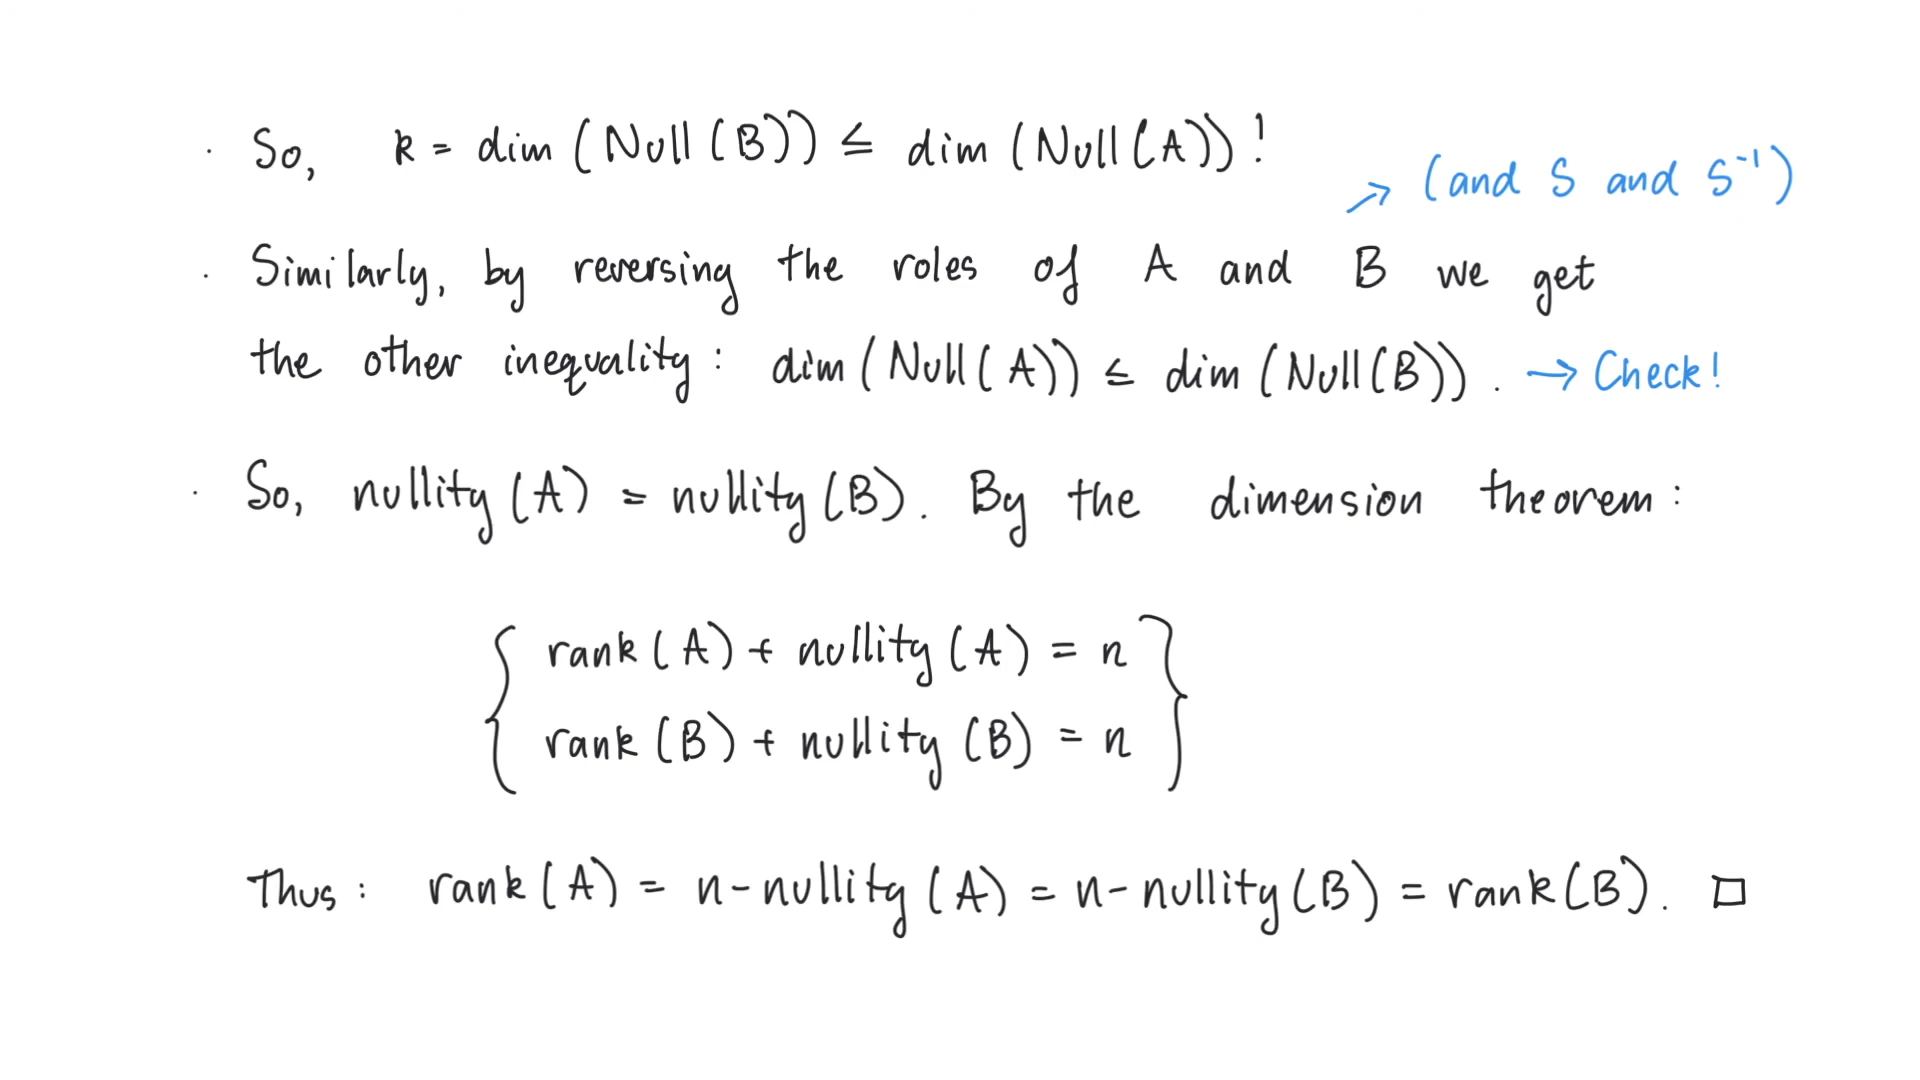 · So, k = dim (Null (B)) ≤ dim (Null (A))!
→ (and S and S⁻¹)
· Similarly, by reversing the roles of A and B we get
the other inequality: dim (Null (A)) ≤ dim (Null (B)). → Check!
· So, nullity (A) = nullity (B). By the dimension theorem:
{ rank (A) + nullity (A) = n }
{ rank (B) + nullity (B) = n }
Thus: rank (A) = n - nullity (A) = n - nullity (B) = rank (B). □